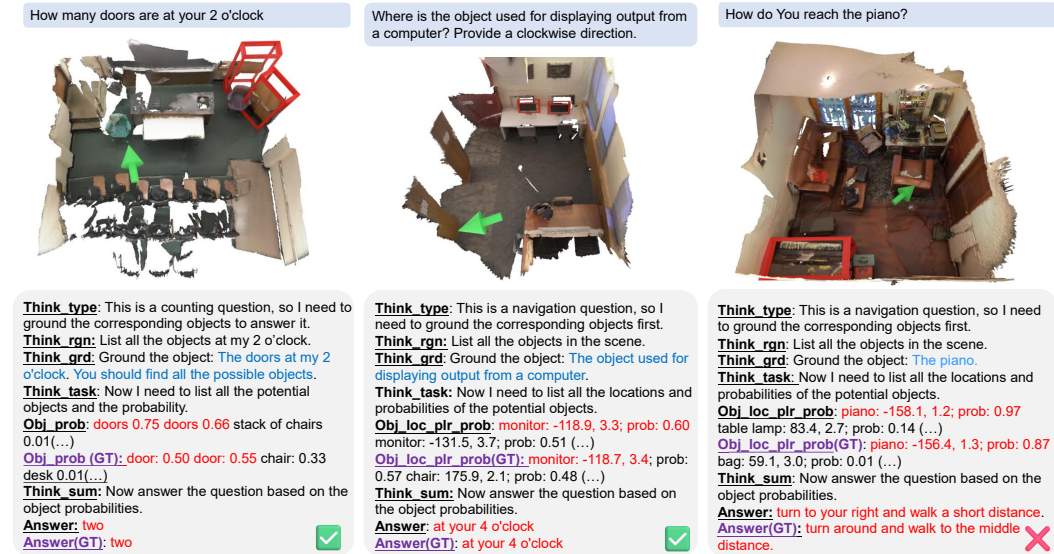 How many doors are at your 2 o'clock
Think_type: This is a counting question, so I need to
ground the corresponding objects to answer it.
Think_rgn: List all the objects at my 2 o'clock.
Think_grd: Ground the object: The doors at my 2
o'clock. You should find all the possible objects.
Think_task: Now I need to list all the potential
objects and the probability.
Obj_prob: doors 0.75 doors 0.66 stack of chairs
0.01(…)
Obj_prob (GT): door: 0.50 door: 0.55 chair: 0.33
desk 0.01(…)
Think_sum: Now answer the question based on the
object probabilities.
Answer: two
Answer(GT): two
Where is the object used for displaying output from
a computer? Provide a clockwise direction.
Think_type: This is a navigation question, so I
need to ground the corresponding objects first.
Think_rgn: List all the objects in the scene.
Think_grd: Ground the object: The object used for
displaying output from a computer.
Think_task: Now I need to list all the locations and
probabilities of the potential objects.
Obj_loc_plr_prob: monitor: -118.9, 3.3; prob: 0.60
monitor: -131.5, 3.7; prob: 0.51 (…)
Obj_loc_plr_prob(GT): monitor: -118.7, 3.4; prob:
0.57 chair: 175.9, 2.1; prob: 0.48 (…)
Think_sum: Now answer the question based on
the object probabilities.
Answer: at your 4 o'clock
Answer(GT): at your 4 o'clock
How do You reach the piano?
Think_type: This is a navigation question, so I need
to ground the corresponding objects first.
Think_rgn: List all the objects in the scene.
Think_grd: Ground the object: The piano.
Think_task: Now I need to list all the locations and
probabilities of the potential objects.
Obj_loc_plr_prob: piano: -158.1, 1.2; prob: 0.97
table lamp: 83.4, 2.7; prob: 0.14 (…)
Obj_loc_plr_prob(GT): piano: -156.4, 1.3; prob: 0.87
bag: 59.1, 3.0; prob: 0.01 (…)
Think_sum: Now answer the question based on the
object probabilities.
Answer: turn to your right and walk a short distance.
Answer(GT): turn around and walk to the middle
distance.